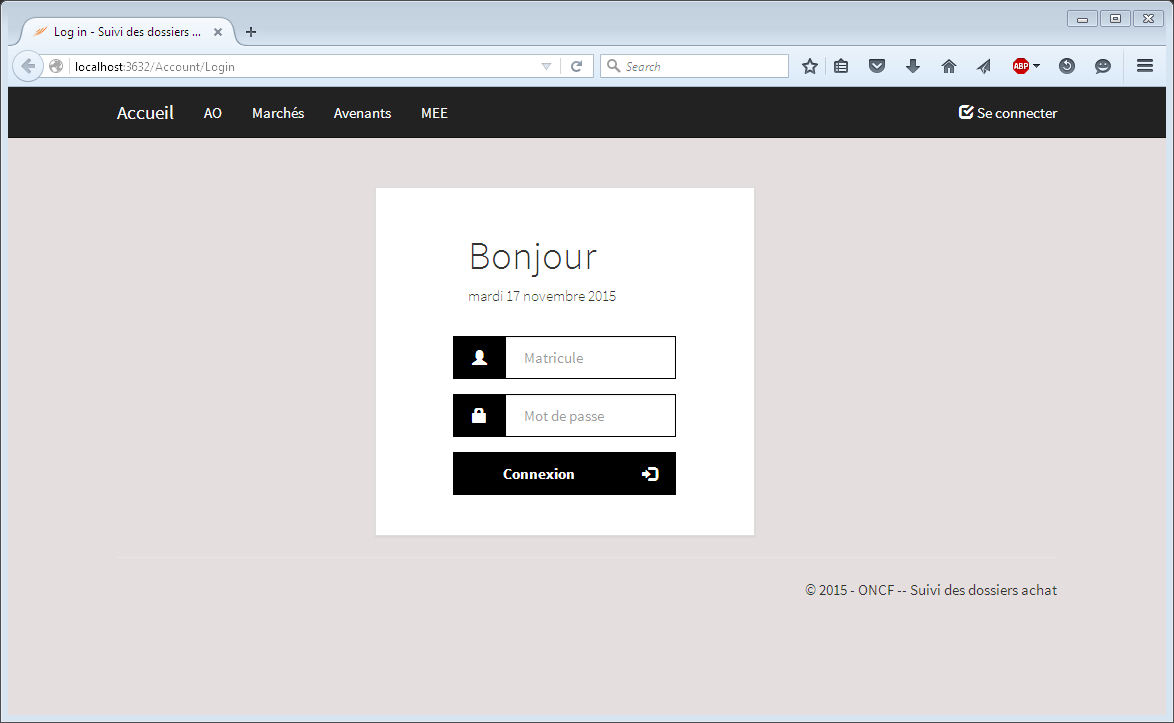 Log in - Suivi des dossiers ...
localhost:3632/Account/Login
Search
ABP
Accueil AO Marchés Avenants MEE Se connecter
Bonjour
mardi 17 novembre 2015
Matricule
Mot de passe
Connexion
© 2015 - ONCF -- Suivi des dossiers achat